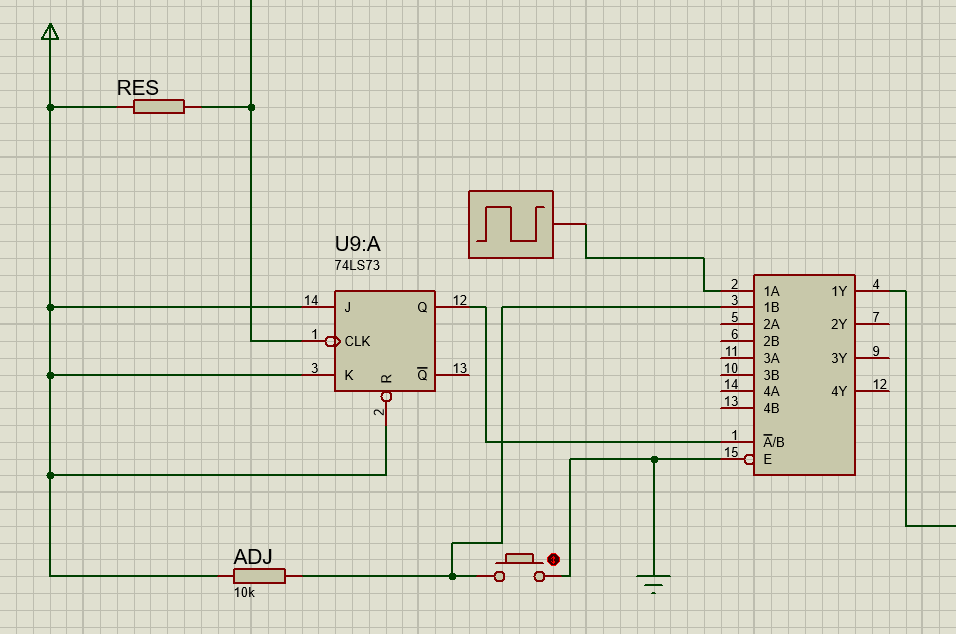 RES
U9:A
74LS73
14 J Q 12
1 CLK
3 K R Q 13
2
2 1A 1Y 4
3 1B
5 2A 2Y 7
6 2B
11 3A 3Y 9
10 3B
14 4A 4Y 12
13 4B
1 A/B
15 E
ADJ
10k